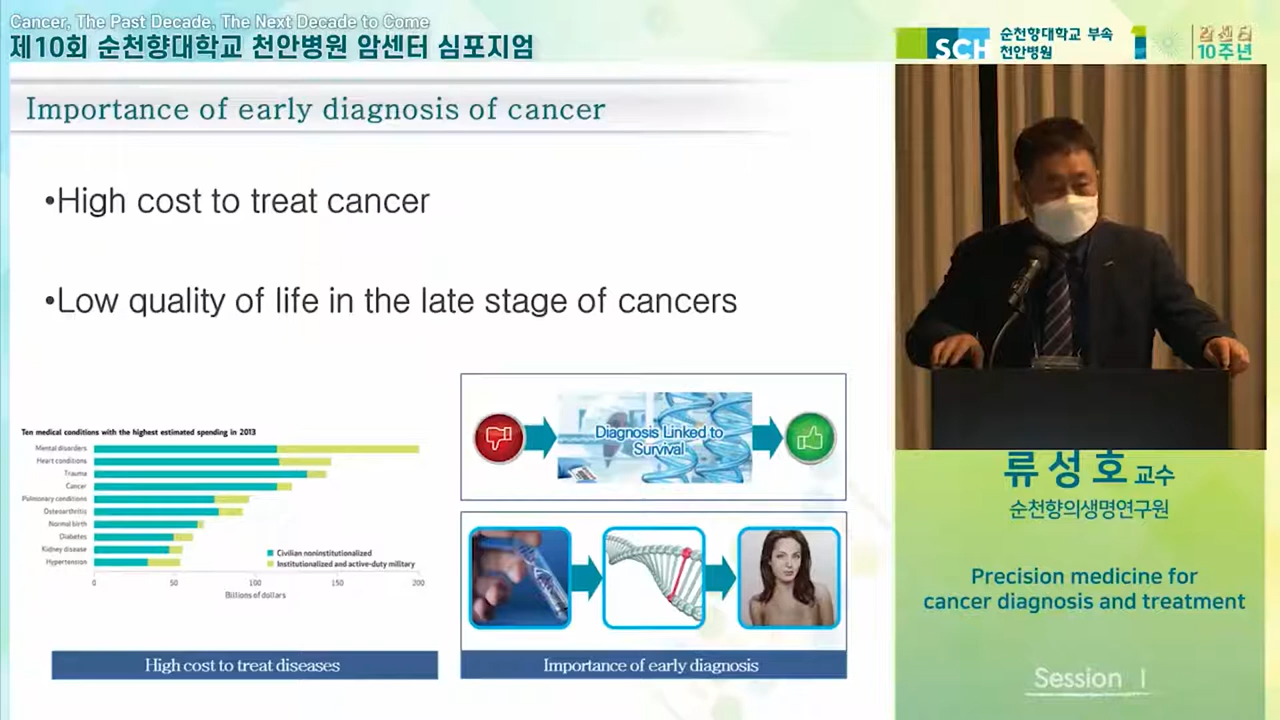 Cancer, The Past Decade, The Next Decade to Come
제10회 순천향대학교 천안병원 암센터 심포지엄
SCH
순천향대학교 부속
천안병원
1
암센터
10주년
Importance of early diagnosis of cancer
•High cost to treat cancer
•Low quality of life in the late stage of cancers
Ten medical conditions with the highest estimated spending in 2013
Mental disorders
Heart conditions
Trauma
Cancer
Pulmonary conditions
Osteoarthritis
Normal birth
Diabetes
Kidney disease
Hypertension
Civilian noninstitutionalized
Institutionalized and active-duty military
0 50 100 150 200
Billions of dollars
High cost to treat diseases
Diagnosis Linked to
Survival
Importance of early diagnosis
류성호 교수
순천향의생명연구원
Precision medicine for
cancer diagnosis and treatment
Session I